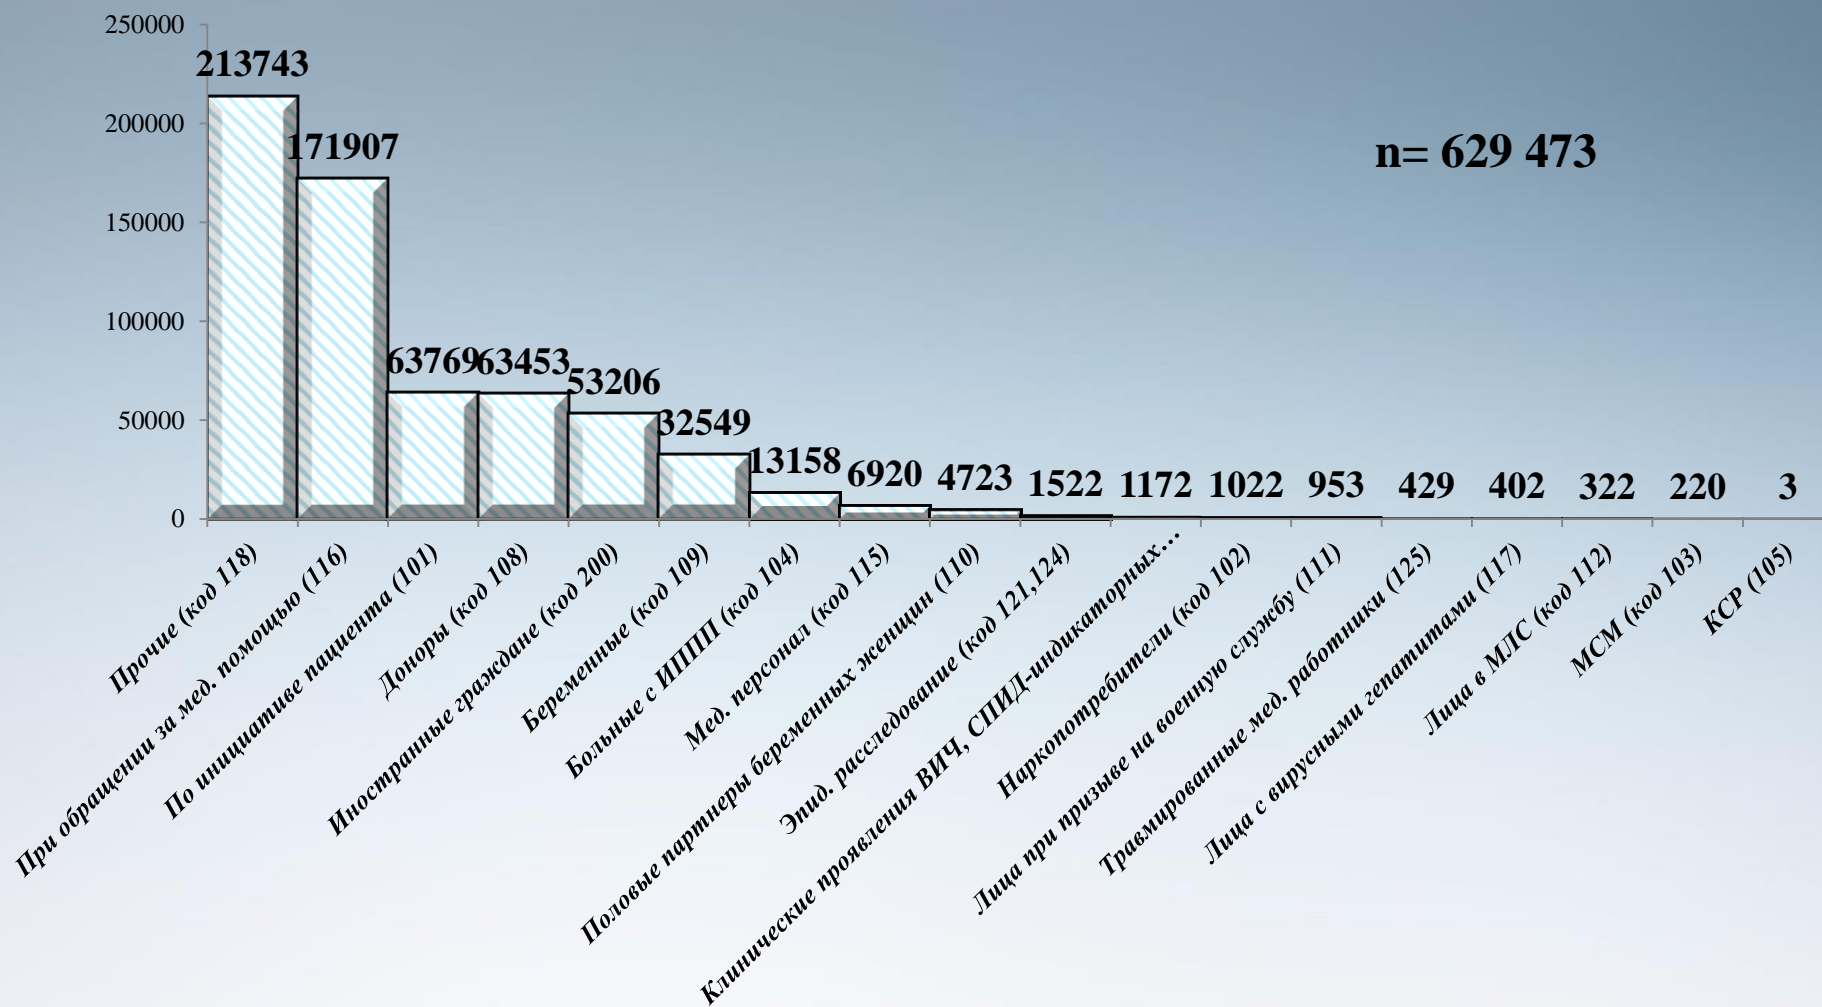 250000
200000
150000
100000
50000
0
213743
171907
63769
63453
53206
32549
13158
6920
4723
1522
1172
1022
953
429
402
322
220
3
n= 629 473
Прочие (код 118)
При обращении за мед. помощью (116)
По инициативе пациента (101)
Доноры (код 108)
Иностранные граждане (код 200)
Беременные (код 109)
Больные с ИППП (код 104)
Мед. персонал (код 115)
Половые партнеры беременных женщин (110)
Эпид. расследование (код 121,124)
Клинические проявления ВИЧ, СПИД-индикаторных…
Наркопотребители (код 102)
Лица при призыве на военную службу (111)
Травмированные мед. работники (125)
Лица с вирусными гепатитами (117)
Лица в МЛС (код 112)
МСМ (код 103)
КСР (105)